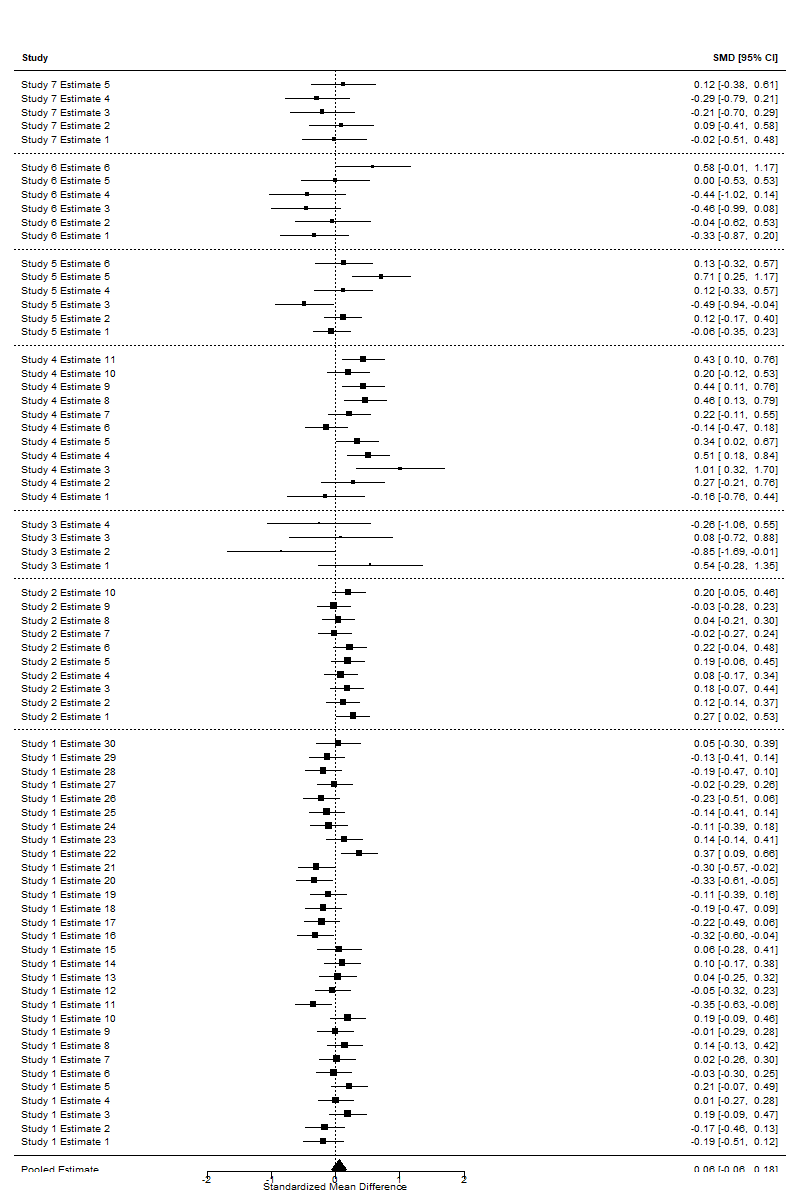 Study SMD [95% CI]
Study 7 Estimate 5 0.12 [-0.38, 0.61]
Study 7 Estimate 4 -0.29 [-0.79, 0.21]
Study 7 Estimate 3 -0.21 [-0.70, 0.29]
Study 7 Estimate 2 0.09 [-0.41, 0.58]
Study 7 Estimate 1 -0.02 [-0.51, 0.48]
Study 6 Estimate 6 0.58 [-0.01, 1.17]
Study 6 Estimate 5 0.00 [-0.53, 0.53]
Study 6 Estimate 4 -0.44 [-1.02, 0.14]
Study 6 Estimate 3 -0.46 [-0.99, 0.08]
Study 6 Estimate 2 -0.04 [-0.62, 0.53]
Study 6 Estimate 1 -0.33 [-0.87, 0.20]
Study 5 Estimate 6 0.13 [-0.32, 0.57]
Study 5 Estimate 5 0.71 [ 0.25, 1.17]
Study 5 Estimate 4 0.12 [-0.33, 0.57]
Study 5 Estimate 3 -0.49 [-0.94, -0.04]
Study 5 Estimate 2 0.12 [-0.17, 0.40]
Study 5 Estimate 1 -0.06 [-0.35, 0.23]
Study 4 Estimate 11 0.43 [ 0.10, 0.76]
Study 4 Estimate 10 0.20 [-0.12, 0.53]
Study 4 Estimate 9 0.44 [ 0.11, 0.76]
Study 4 Estimate 8 0.46 [ 0.13, 0.79]
Study 4 Estimate 7 0.22 [-0.11, 0.55]
Study 4 Estimate 6 -0.14 [-0.47, 0.18]
Study 4 Estimate 5 0.34 [ 0.02, 0.67]
Study 4 Estimate 4 0.51 [ 0.18, 0.84]
Study 4 Estimate 3 1.01 [ 0.32, 1.70]
Study 4 Estimate 2 0.27 [-0.21, 0.76]
Study 4 Estimate 1 -0.16 [-0.76, 0.44]
Study 3 Estimate 4 -0.26 [-1.06, 0.55]
Study 3 Estimate 3 0.08 [-0.72, 0.88]
Study 3 Estimate 2 -0.85 [-1.69, -0.01]
Study 3 Estimate 1 0.54 [-0.28, 1.35]
Study 2 Estimate 10 0.20 [-0.05, 0.46]
Study 2 Estimate 9 -0.03 [-0.28, 0.23]
Study 2 Estimate 8 0.04 [-0.21, 0.30]
Study 2 Estimate 7 -0.02 [-0.27, 0.24]
Study 2 Estimate 6 0.22 [-0.04, 0.48]
Study 2 Estimate 5 0.19 [-0.06, 0.45]
Study 2 Estimate 4 0.08 [-0.17, 0.34]
Study 2 Estimate 3 0.18 [-0.07, 0.44]
Study 2 Estimate 2 0.12 [-0.14, 0.37]
Study 2 Estimate 1 0.27 [ 0.02, 0.53]
Study 1 Estimate 30 0.05 [-0.30, 0.39]
Study 1 Estimate 29 -0.13 [-0.41, 0.14]
Study 1 Estimate 28 -0.19 [-0.47, 0.10]
Study 1 Estimate 27 -0.02 [-0.29, 0.26]
Study 1 Estimate 26 -0.23 [-0.51, 0.06]
Study 1 Estimate 25 -0.14 [-0.41, 0.14]
Study 1 Estimate 24 -0.11 [-0.39, 0.18]
Study 1 Estimate 23 0.14 [-0.14, 0.41]
Study 1 Estimate 22 0.37 [ 0.09, 0.66]
Study 1 Estimate 21 -0.30 [-0.57, -0.02]
Study 1 Estimate 20 -0.33 [-0.61, -0.05]
Study 1 Estimate 19 -0.11 [-0.39, 0.16]
Study 1 Estimate 18 -0.19 [-0.47, 0.09]
Study 1 Estimate 17 -0.22 [-0.49, 0.06]
Study 1 Estimate 16 -0.32 [-0.60, -0.04]
Study 1 Estimate 15 0.06 [-0.28, 0.41]
Study 1 Estimate 14 0.10 [-0.17, 0.38]
Study 1 Estimate 13 0.04 [-0.25, 0.32]
Study 1 Estimate 12 -0.05 [-0.32, 0.23]
Study 1 Estimate 11 -0.35 [-0.63, -0.06]
Study 1 Estimate 10 0.19 [-0.09, 0.46]
Study 1 Estimate 9 -0.01 [-0.29, 0.28]
Study 1 Estimate 8 0.14 [-0.13, 0.42]
Study 1 Estimate 7 0.02 [-0.26, 0.30]
Study 1 Estimate 6 -0.03 [-0.30, 0.25]
Study 1 Estimate 5 0.21 [-0.07, 0.49]
Study 1 Estimate 4 0.01 [-0.27, 0.28]
Study 1 Estimate 3 0.19 [-0.09, 0.47]
Study 1 Estimate 2 -0.17 [-0.46, 0.13]
Study 1 Estimate 1 -0.19 [-0.51, 0.12]
Pooled Estimate 0.06 [-0.06, 0.18]
-2 -1 0 1 2
Standardized Mean Difference